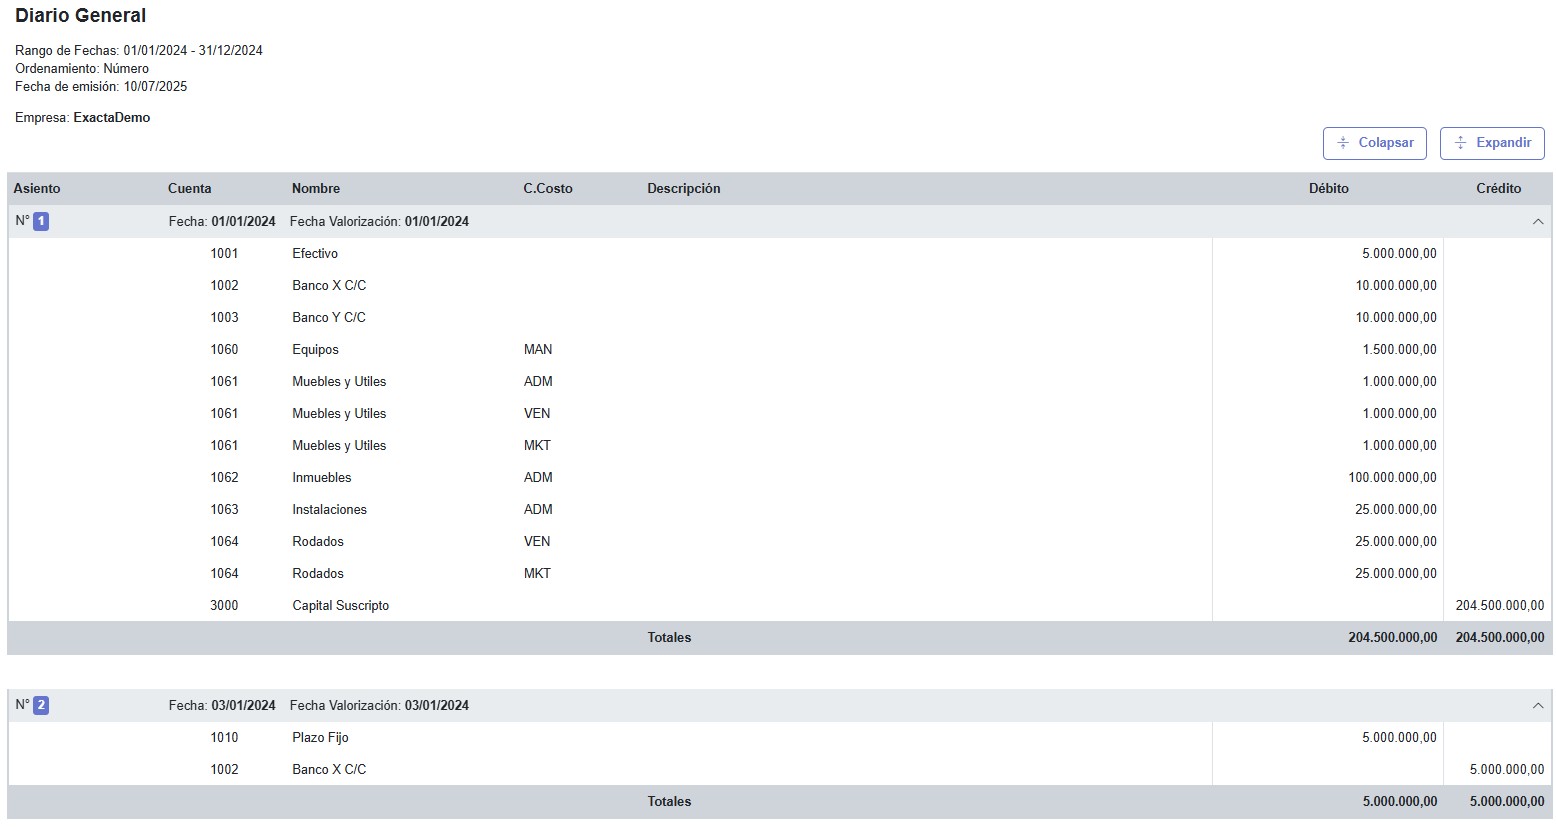 Diario General
Rango de Fechas: 01/01/2024 - 31/12/2024
Ordenamiento: Número
Fecha de emisión: 10/07/2025
Empresa: ExactaDemo
Colapsar Expandir
Asiento Cuenta Nombre C.Costo Descripción Débito Crédito
N° 1 Fecha: 01/01/2024 Fecha Valorización: 01/01/2024
1001 Efectivo 5.000.000,00
1002 Banco X C/C 10.000.000,00
1003 Banco Y C/C 10.000.000,00
1060 Equipos MAN 1.500.000,00
1061 Muebles y Utiles ADM 1.000.000,00
1061 Muebles y Utiles VEN 1.000.000,00
1061 Muebles y Utiles MKT 1.000.000,00
1062 Inmuebles ADM 100.000.000,00
1063 Instalaciones ADM 25.000.000,00
1064 Rodados VEN 25.000.000,00
1064 Rodados MKT 25.000.000,00
3000 Capital Suscripto 204.500.000,00
Totales 204.500.000,00 204.500.000,00
N° 2 Fecha: 03/01/2024 Fecha Valorización: 03/01/2024
1010 Plazo Fijo 5.000.000,00
1002 Banco X C/C 5.000.000,00
Totales 5.000.000,00 5.000.000,00